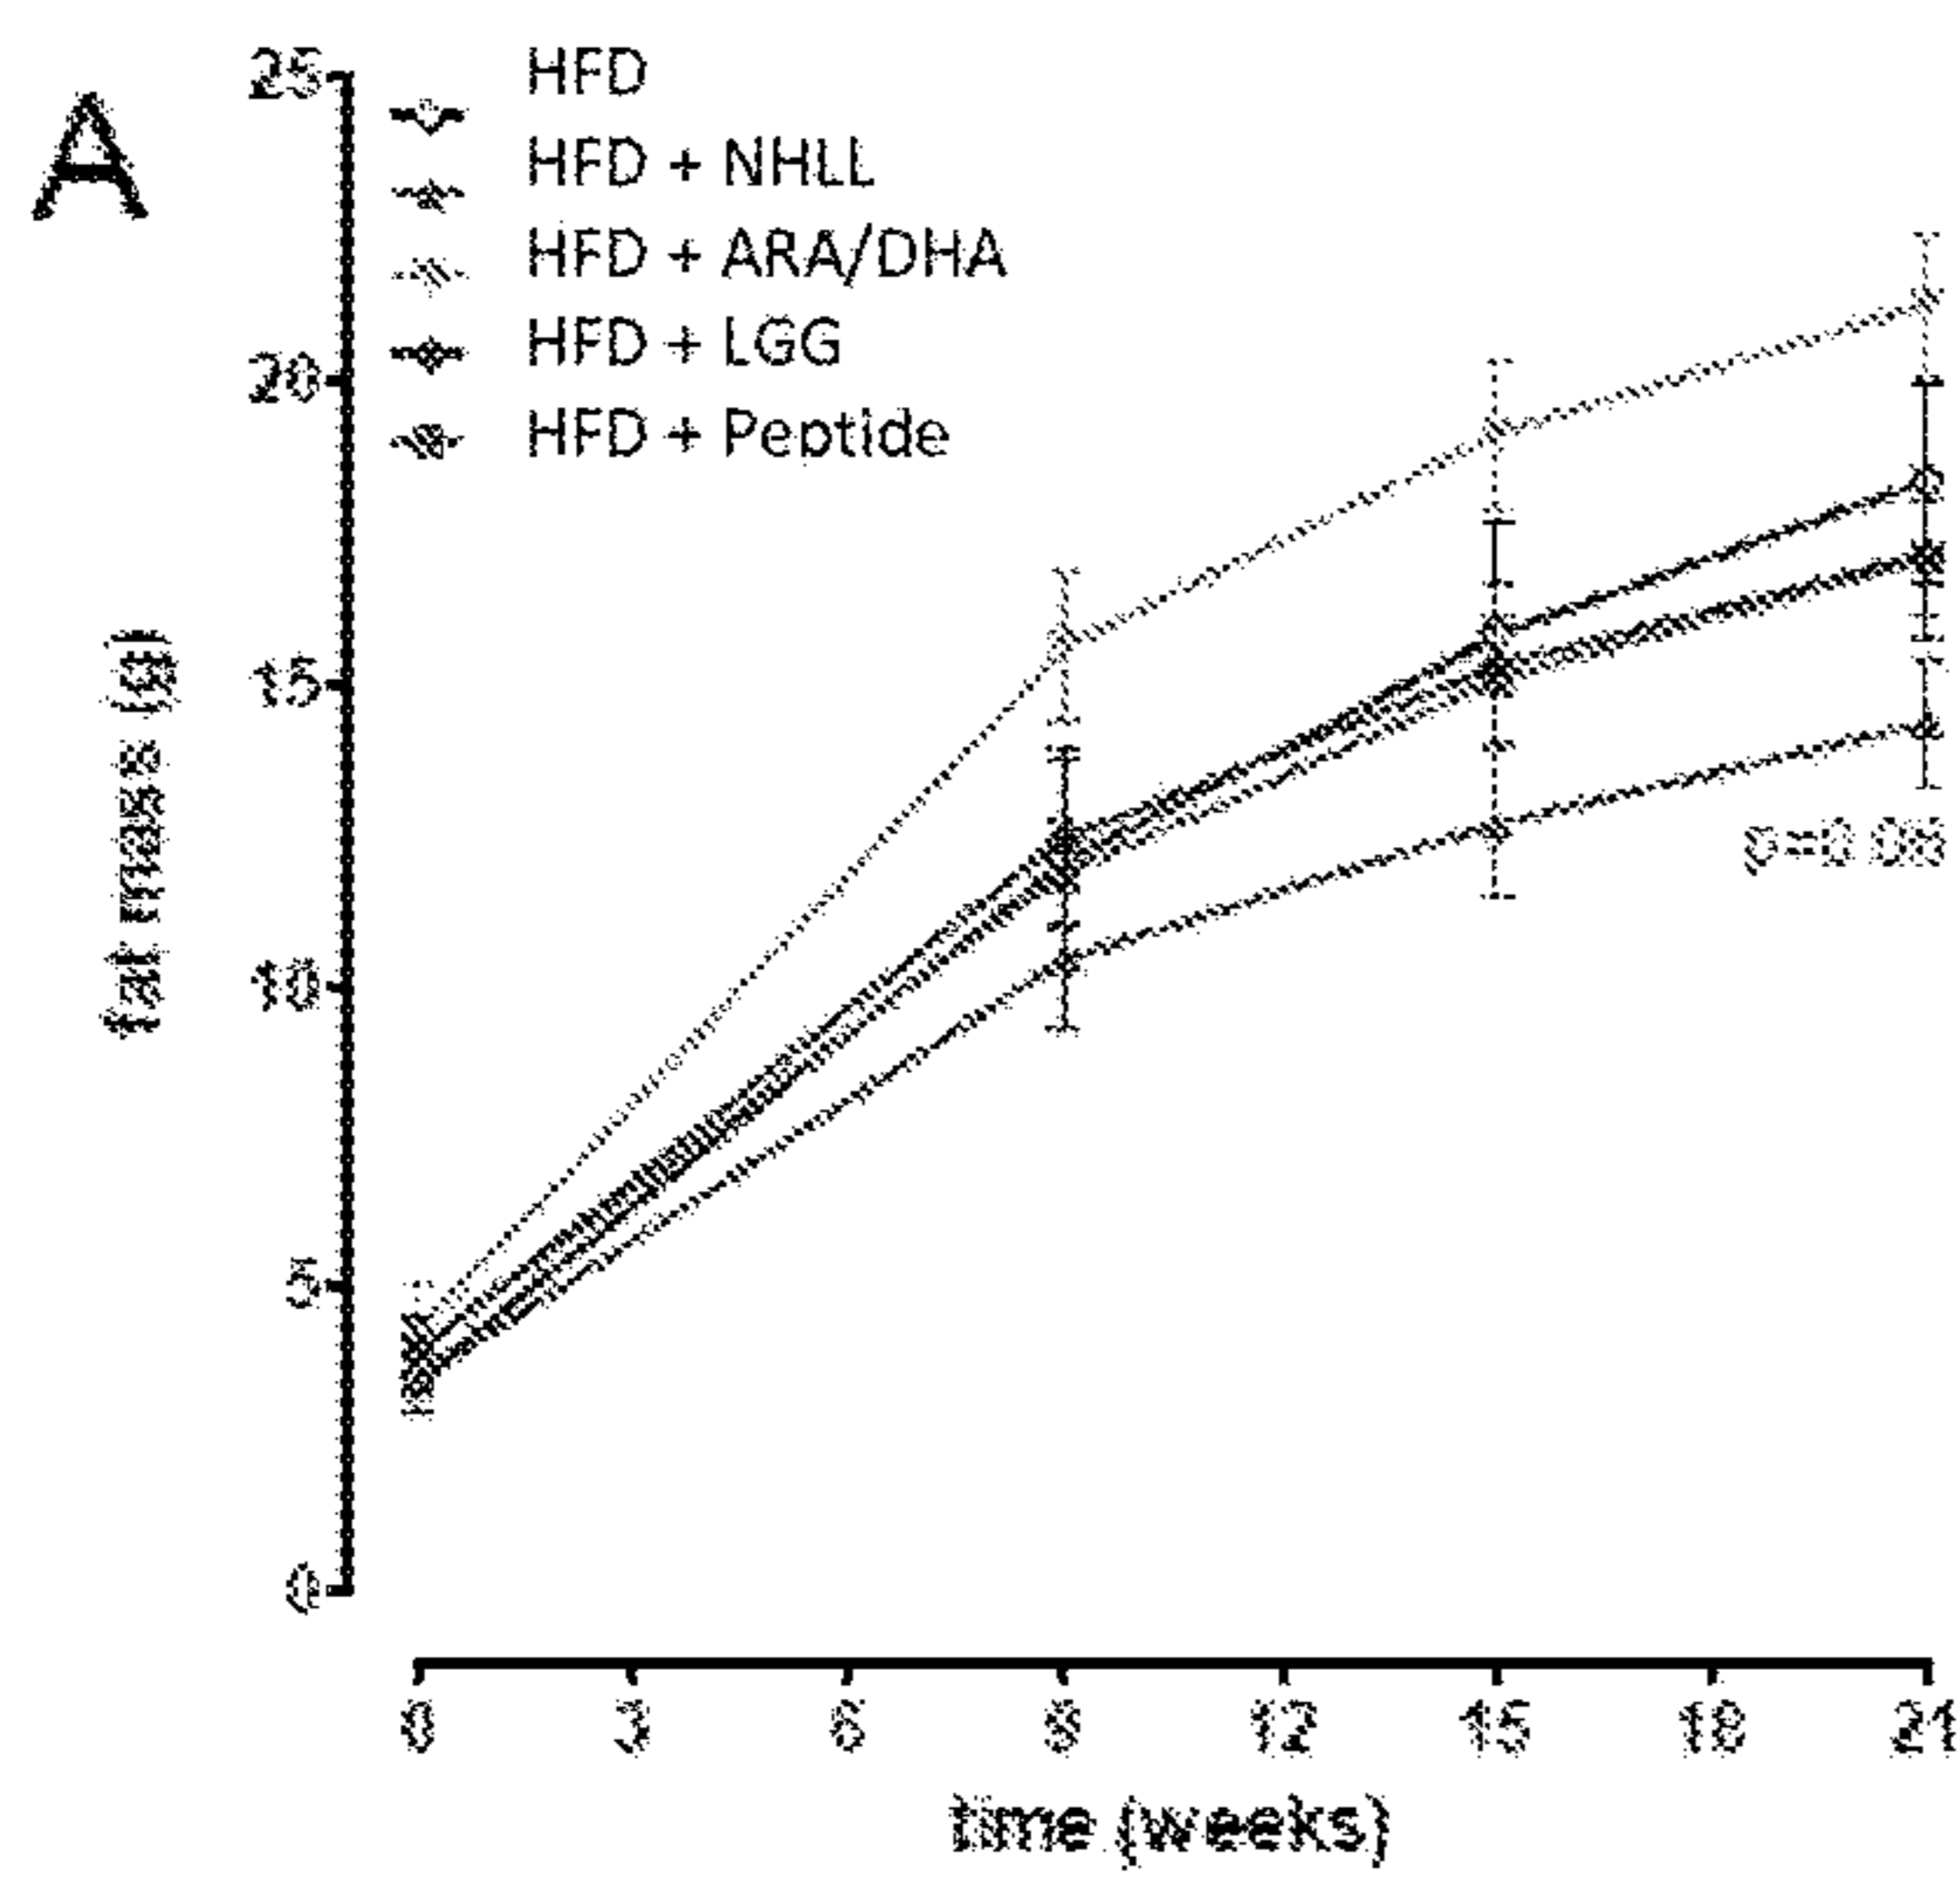 A
25
HFD
HFD + NHLL
HFD + ARA/DHA
20
HFD + LGG
HFD + Peptide
15
fat mass (g)
10
5
0
0 3 6 9 12 15 18 21
time (weeks)